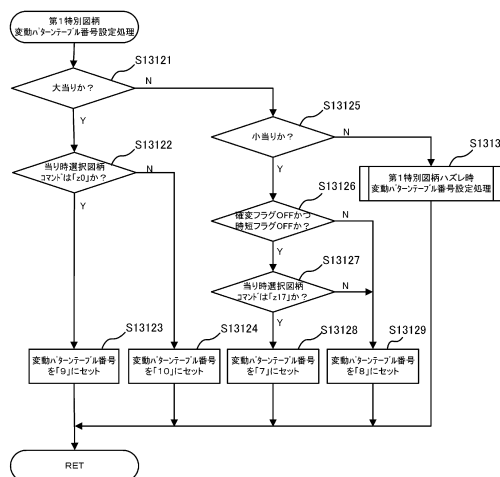 第1特別図柄
変動ﾊﾟﾀｰﾝﾃｰﾌﾞﾙ番号設定処理
S13121
大当りか？
N
Y
S13125
小当りか？
N
Y
S13122
当り時選択図柄
ｺﾏﾝﾄﾞは「z0」か？
N
Y
S1313
第1特別図柄ハズレ時
変動ﾊﾟﾀｰﾝﾃｰﾌﾞﾙ番号設定処理
S13126
確変フラグOFFかつ
時短フラグOFFか？
N
Y
S13127
当り時選択図柄
ｺﾏﾝﾄﾞは「z17」か？
N
Y
S13123
変動ﾊﾟﾀｰﾝﾃｰﾌﾞﾙ番号
を「9」にセット
S13124
変動ﾊﾟﾀｰﾝﾃｰﾌﾞﾙ番号
を「10」にセット
S13128
変動ﾊﾟﾀｰﾝﾃｰﾌﾞﾙ番号
を「7」にセット
S13129
変動ﾊﾟﾀｰﾝﾃｰﾌﾞﾙ番号
を「8」にセット
RET